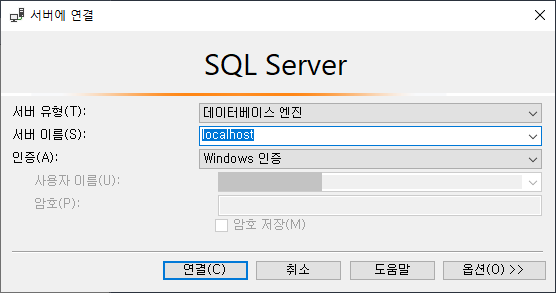 서버에 연결
SQL Server
서버 유형(T): 데이터베이스 엔진
서버 이름(S): localhost
인증(A): Windows 인증
사용자 이름(U):
암호(P):
암호 저장(M)
연결(C) 취소 도움말 옵션(O) >>